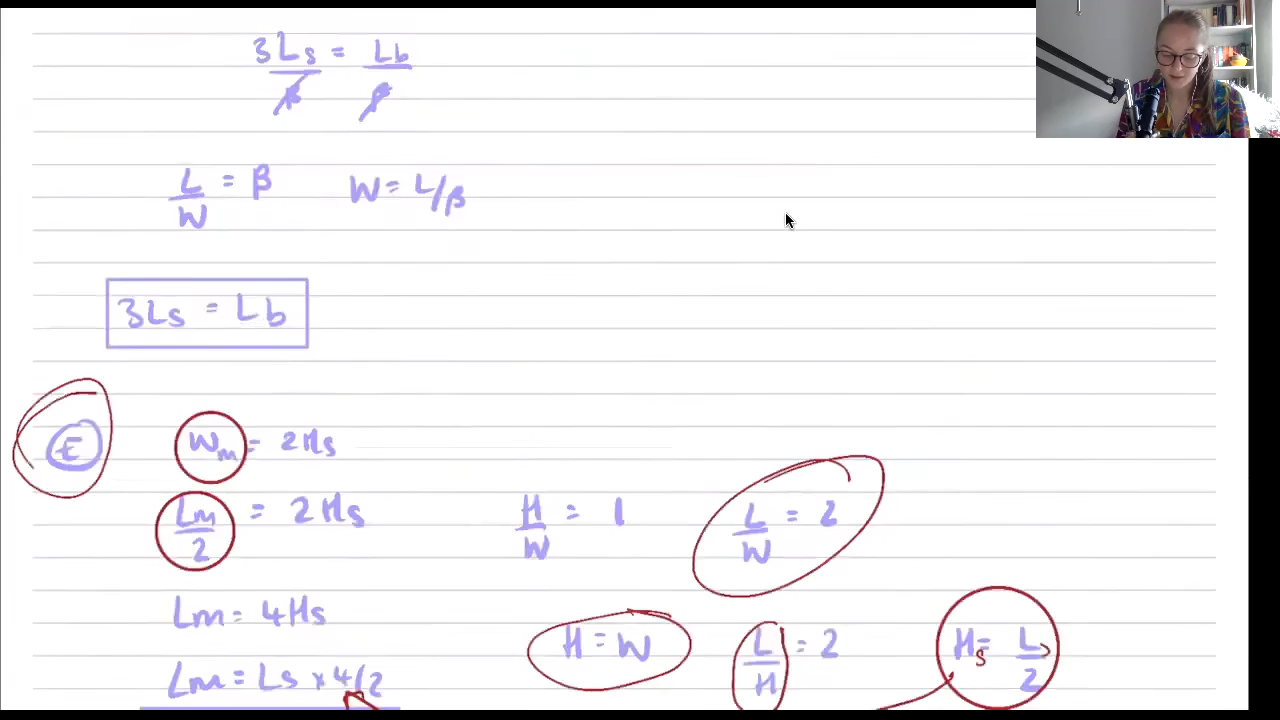 3Ls = Lb
β β
L/W = β W = L/β
3Ls = Lb
E Wm = 2Hs
Lm/2 = 2Hs H/W = 1 L/W = 2
Lm = 4Hs
H = W L/H = 2 Hs = Ls/2
Lm = Ls × 4/2